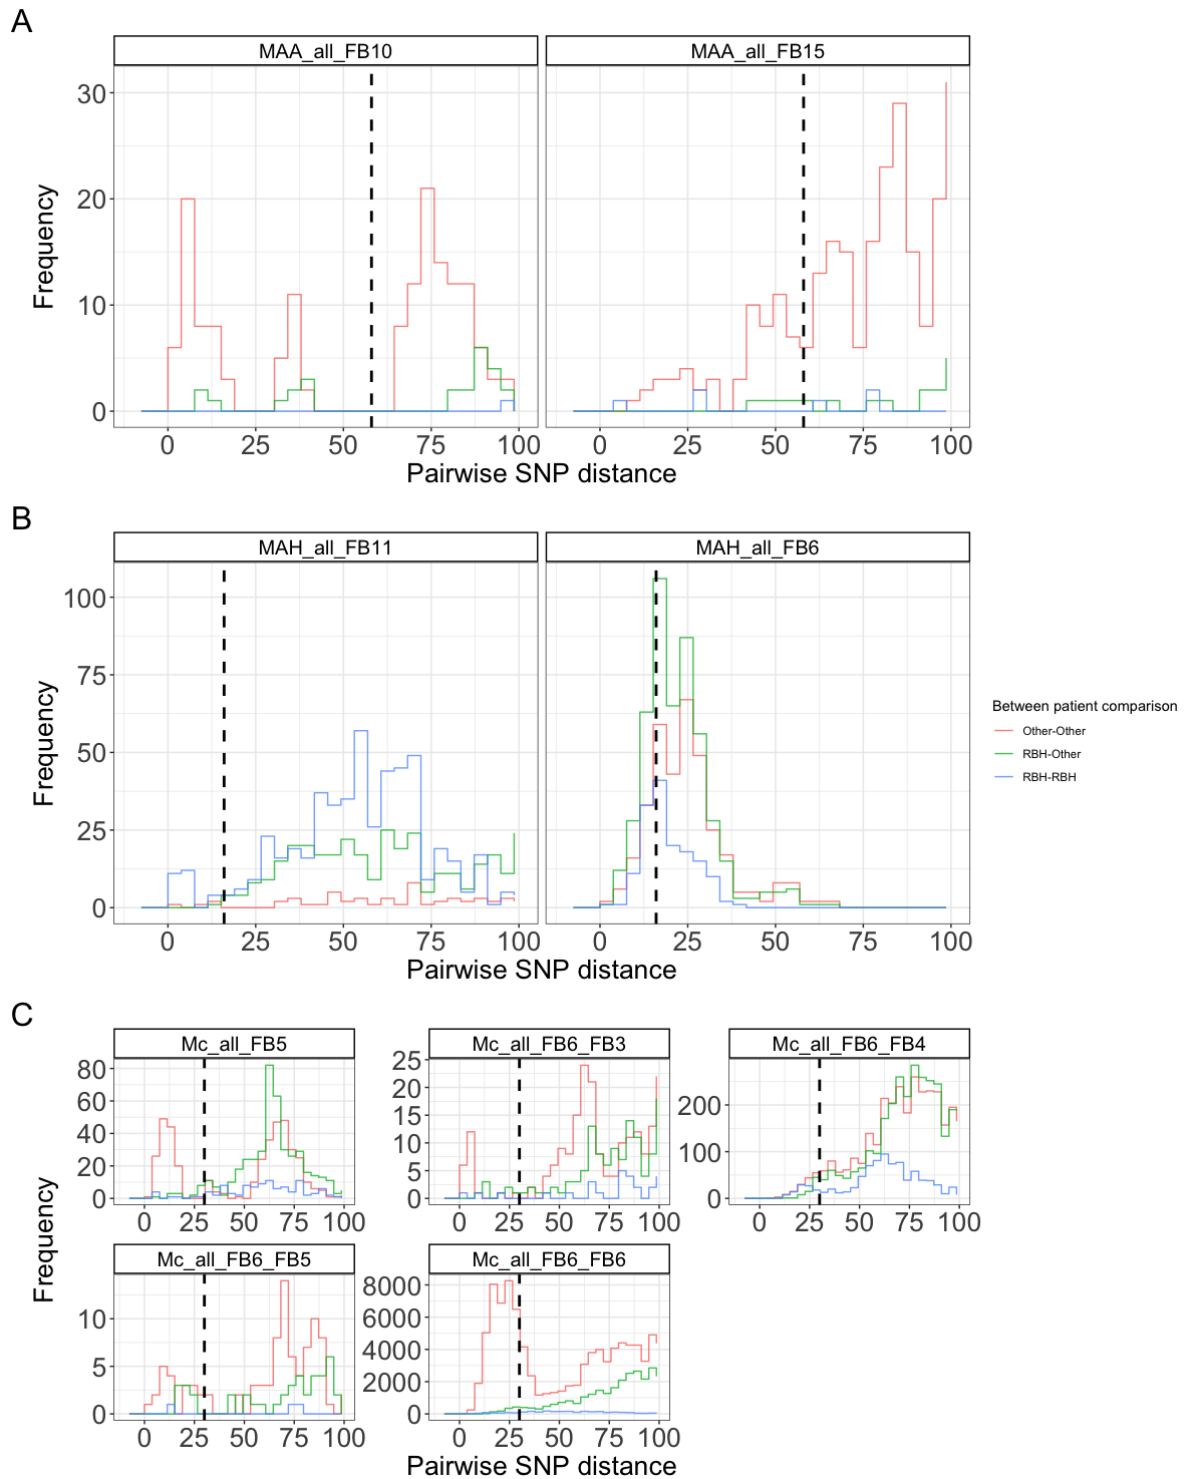 A
MAA_all_FB10 MAA_all_FB15
30
20
10
0
Frequency
0 25 50 75 100 0 25 50 75 100
Pairwise SNP distance
B
MAH_all_FB11 MAH_all_FB6
100
75
50
25
0
Frequency
0 25 50 75 100 0 25 50 75 100
Pairwise SNP distance
Between patient comparison
Other-Other
RBH-Other
RBH-RBH
C
Mc_all_FB5 Mc_all_FB6_FB3 Mc_all_FB6_FB4
80
60
40
20
0
25
20
15
10
5
0
200
100
0
0 25 50 75 100 0 25 50 75 100 0 25 50 75 100
Frequency
Mc_all_FB6_FB5 Mc_all_FB6_FB6
10
5
0
8000
6000
4000
2000
0
0 25 50 75 100 0 25 50 75 100
Pairwise SNP distance